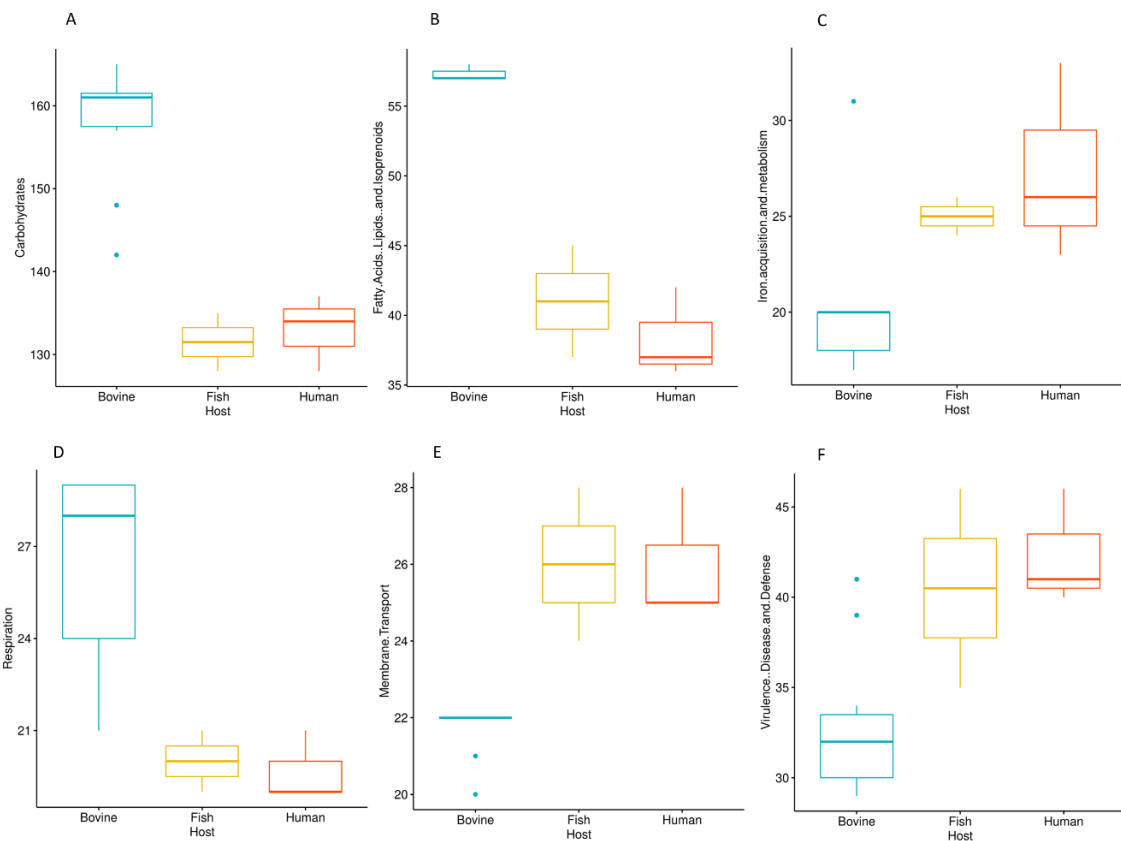 A
Carbohydrates
160
150
140
130
Bovine
Fish
Human
Host
B
Fatty.Acids..Lipids..and.Isoprenoids
55
50
45
40
35
Bovine
Fish
Human
Host
C
Iron.acquisition.and.metabolism
30
25
20
Bovine
Fish
Human
Host
D
Respiration
27
24
21
Bovine
Fish
Human
Host
E
Membrane.Transport
28
26
24
22
20
Bovine
Fish
Human
Host
F
Virulence..Disease.and.Defense
45
40
35
30
Bovine
Fish
Human
Host